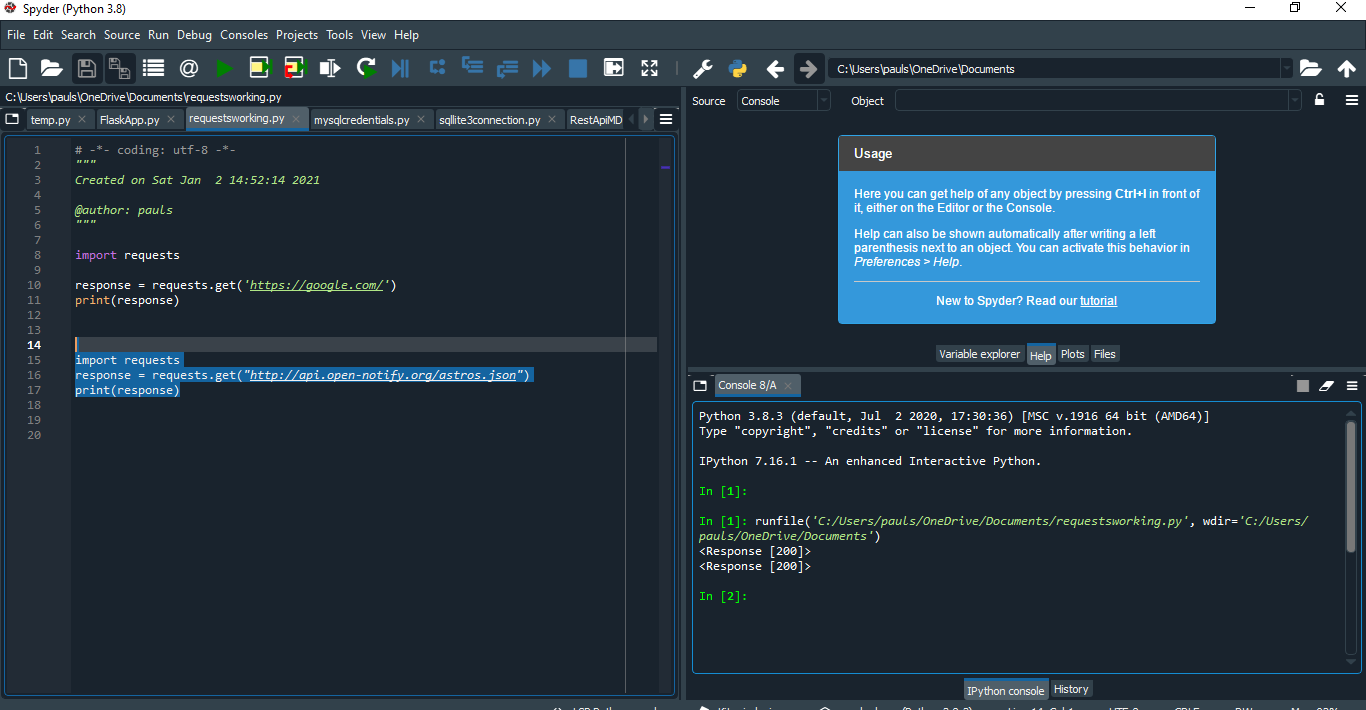 Spyder (Python 3.8)
File Edit Search Source Run Debug Consoles Projects Tools View Help
C:\Users\pauls\OneDrive\Documents
C:\Users\pauls\OneDrive\Documents\requestsworking.py
temp.py FlaskApp.py requestsworking.py mysqlcredentials.py sqllite3connection.py RestApiMD
1 # -*- coding: utf-8 -*-
2 """
3 Created on Sat Jan  2 14:52:14 2021
4
5 @author: pauls
6 """
7
8 import requests
9
10 response = requests.get('https://google.com/')
11 print(response)
12
13
14
15 import requests
16 response = requests.get("http://api.open-notify.org/astros.json")
17 print(response)
18
19
20
Source Console Object
Usage
Here you can get help of any object by pressing Ctrl+I in front of
it, either on the Editor or the Console.
Help can also be shown automatically after writing a left
parenthesis next to an object. You can activate this behavior in
Preferences > Help.
New to Spyder? Read our tutorial
Variable explorer Help Plots Files
Console 8/A
Python 3.8.3 (default, Jul  2 2020, 17:30:36) [MSC v.1916 64 bit (AMD64)]
Type "copyright", "credits" or "license" for more information.
IPython 7.16.1 -- An enhanced Interactive Python.
In [1]:
In [1]: runfile('C:/Users/pauls/OneDrive/Documents/requestsworking.py', wdir='C:/Users/
pauls/OneDrive/Documents')
<Response [200]>
<Response [200]>
In [2]:
IPython console History